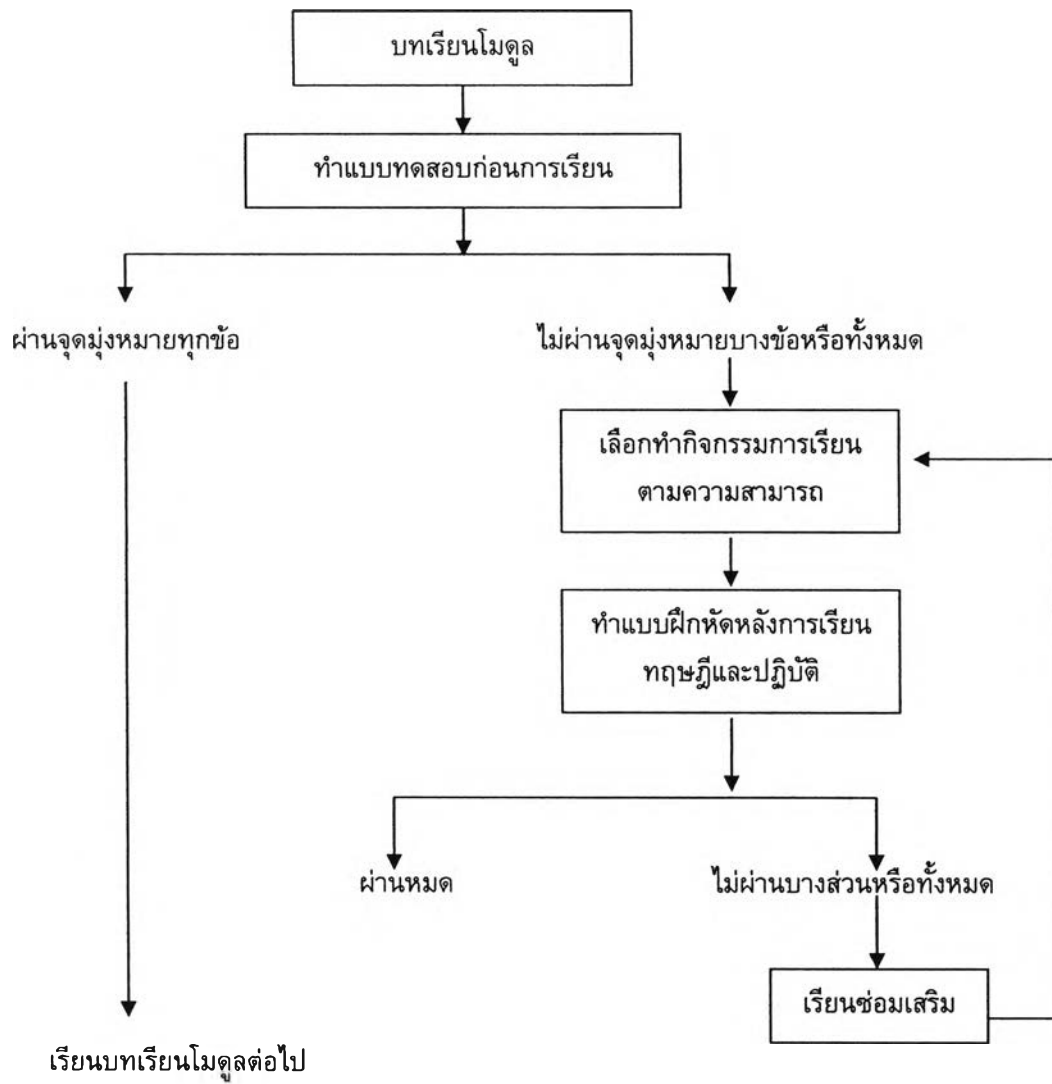 บทเรียนโมดูล
ทำแบบทดสอบก่อนการเรียน
ผ่านจุดมุ่งหมายทุกข้อ
ไม่ผ่านจุดมุ่งหมายบางข้อหรือทั้งหมด
เลือกทำกิจกรรมการเรียน
ตามความสามารถ
ทำแบบฝึกหัดหลังการเรียน
ทฤษฎีและปฏิบัติ
ผ่านหมด
ไม่ผ่านบางส่วนหรือทั้งหมด
เรียนซ่อมเสริม
เรียนบทเรียนโมดูลต่อไป